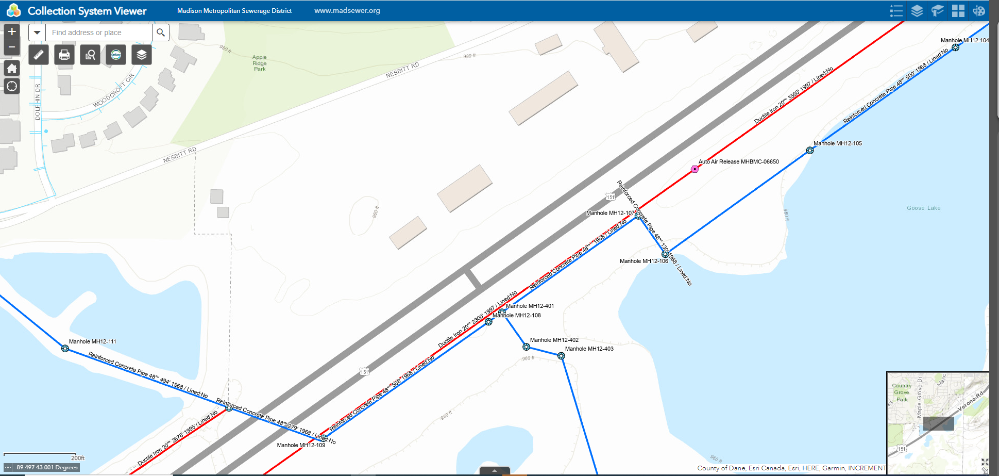 Collection System Viewer
Madison Metropolitan Sewerage District
www.madsewer.org
Find address or place
OnBase
Manhole MH12-104
980 ft
Apple
Ridge
Park
980 ft
NESBITT RD
DOLPHIN DR
WOODCROFT CIR
Ductile Iron 20"" 3550' 1997 / Lined:No
Reinforced Concrete Pipe 48"" 500' 1968 / Lined:No
Manhole MH12-105
NESBITT RD
Auto Air Release MHBMC-06650
151
Reinforced Concrete Pipe 48"" 130' 1968 / Lined:No
980 ft
Manhole MH12-107
960 ft
Goose Lake
Reinforced Concrete Pipe 48"" 1968 / Lined:No
Manhole MH12-106
Ductile Iron 20"" 2300' 1997 / Lined:No
Manhole MH12-401
Manhole MH12-108
Manhole MH12-111
Manhole MH12-402
Manhole MH12-403
960 ft
Reinforced Concrete Pipe 48"" 494' 1968 / Lined:No
151
Reinforced Concrete Pipe 48"" 568' 1968 / Lined:No
Reinforced Concrete Pipe 48"" 279' 1968 / Lined:No
Ductile Iron 20"" 2678' 1995 / Lined:No
960 ft
Manhole MH12-109
Country
Grove
Park
Maple Grove Dr
Manc
ss
Verona Rd
151
200ft
960 ft
-89.497 43.001 Degrees
County of Dane, Esri Canada, Esri, HERE, Garmin, INCREMENT